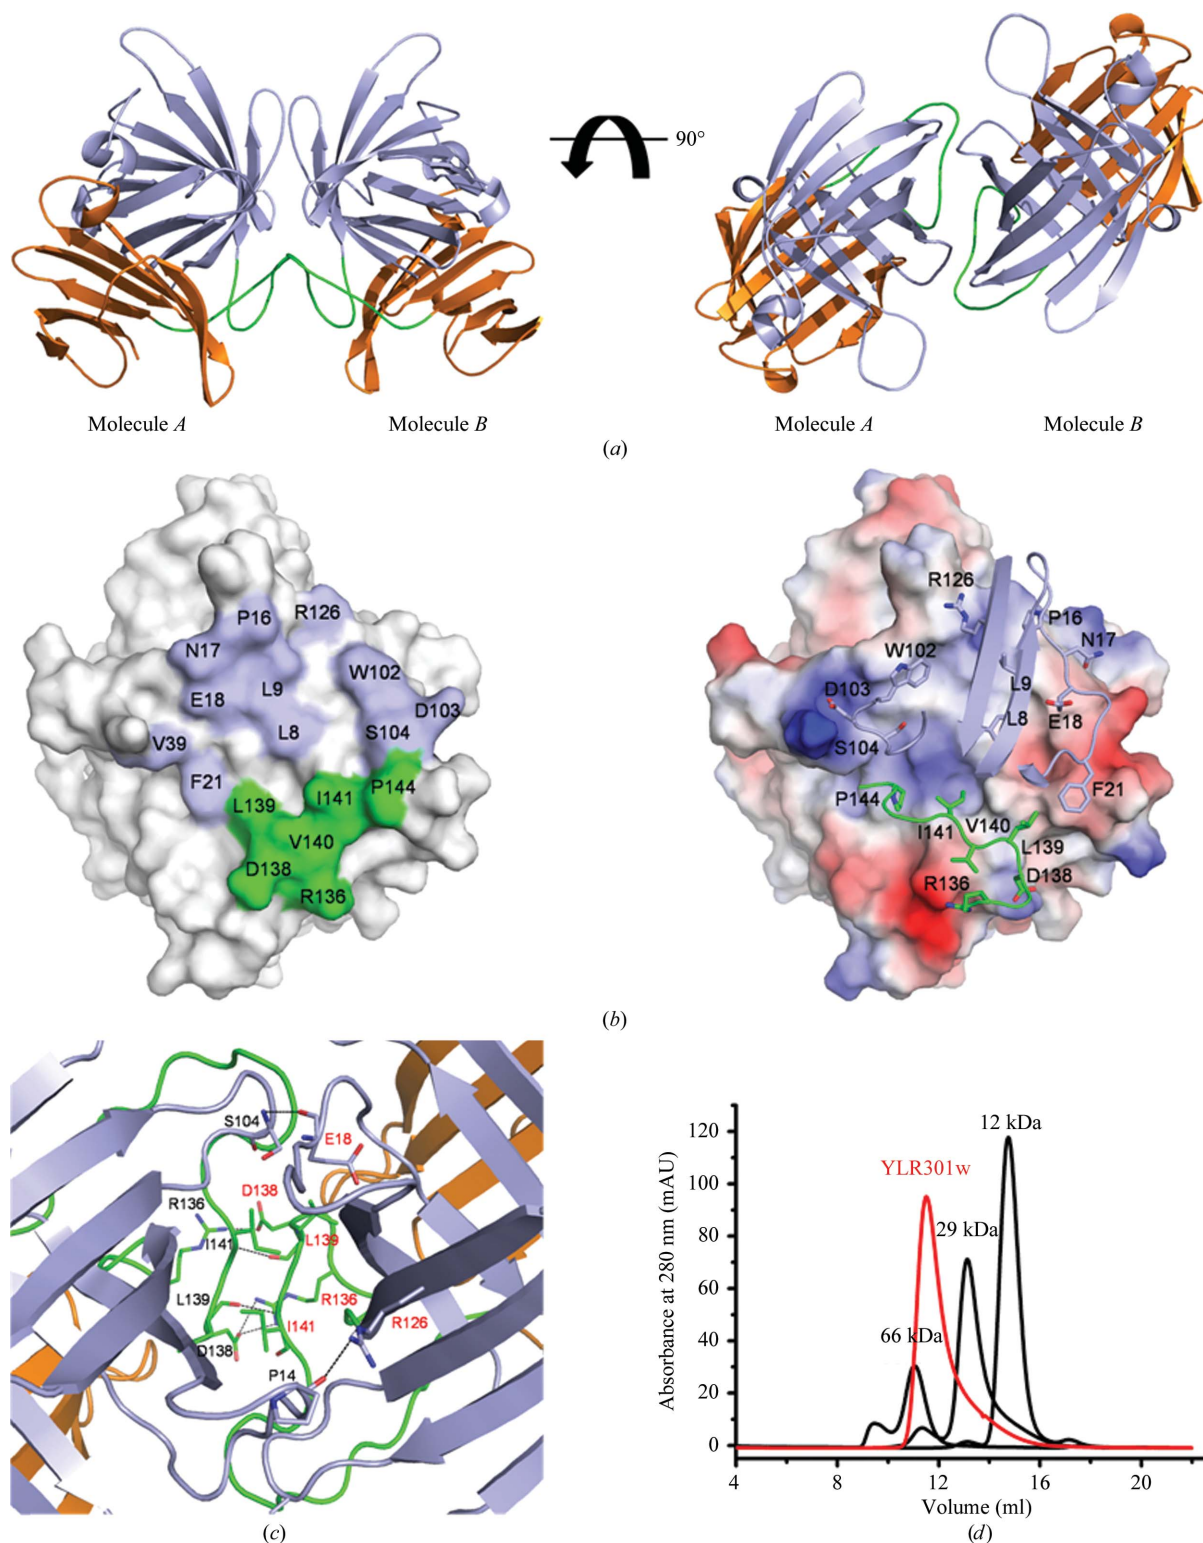 90°
Molecule A
Molecule B
Molecule A
Molecule B
(a)
P16
R126
N17
W102
E18
L9
D103
L8
S104
V39
F21
P144
L139
I141
V140
D138
R136
R126
P16
N17
W102
D103
L9
E18
L8
S104
F21
P144
V140
I141
L139
D138
R136
(b)
S104
E18
R136
D138
I141
L139
L139
R136
I141
R126
D138
P14
(c)
12 kDa
YLR301w
29 kDa
66 kDa
120
100
80
60
40
20
0
Absorbance at 280 nm (mAU)
4 8 12 16 20
Volume (ml)
(d)